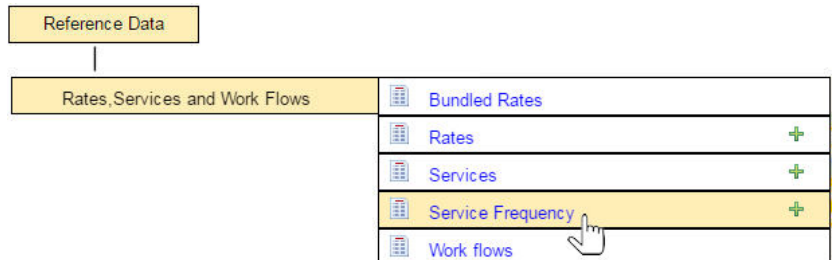 Reference Data
Rates,Services and Work Flows
Bundled Rates
Rates
Services
Service Frequency
Work flows